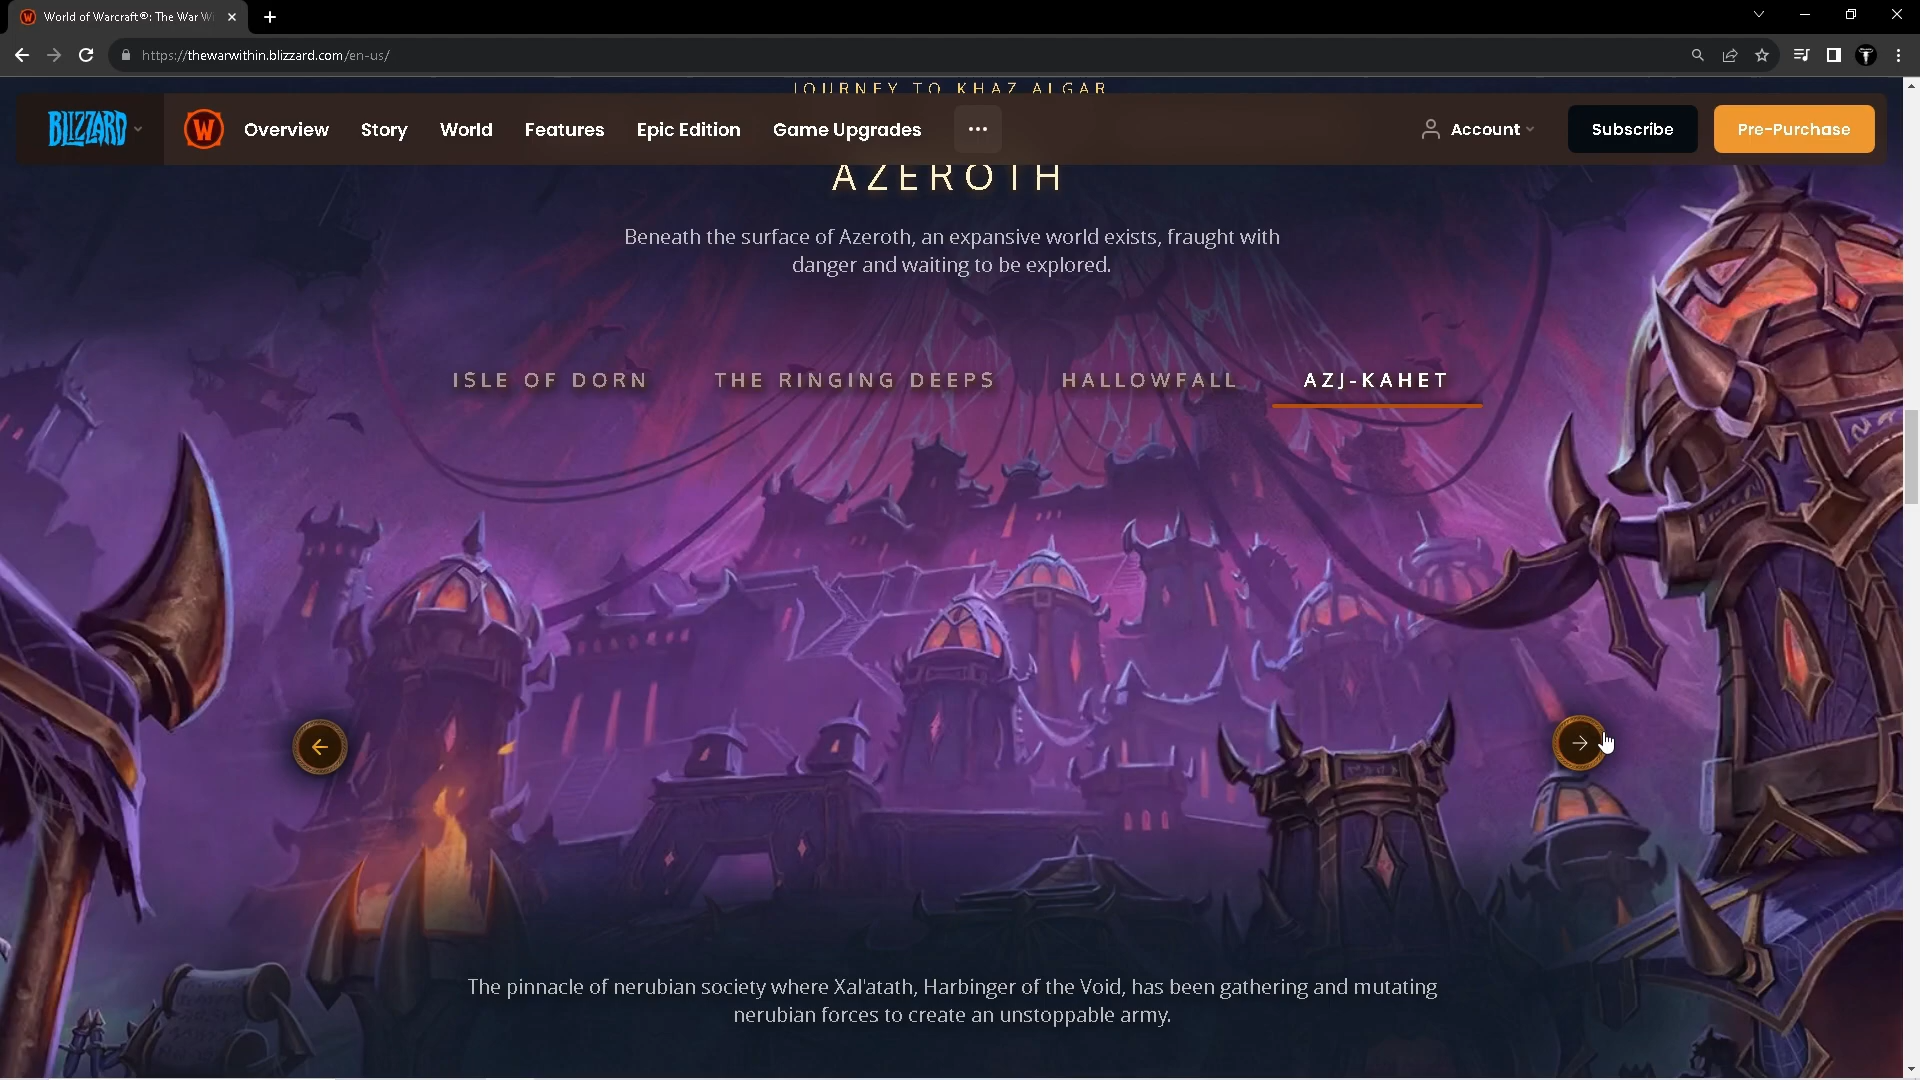 World of Warcraft®: The War Wi
https://thewarwithin.blizzard.com/en-us/
JOURNEY TO KHAZ ALGAR
BLIZZARD
W
Overview
Story
World
Features
Epic Edition
Game Upgrades
Account
Subscribe
Pre-Purchase
AZEROTH
Beneath the surface of Azeroth, an expansive world exists, fraught with
danger and waiting to be explored.
ISLE OF DORN
THE RINGING DEEPS
HALLOWFALL
AZJ-KAHET
The pinnacle of nerubian society where Xal'atath, Harbinger of the Void, has been gathering and mutating
nerubian forces to create an unstoppable army.